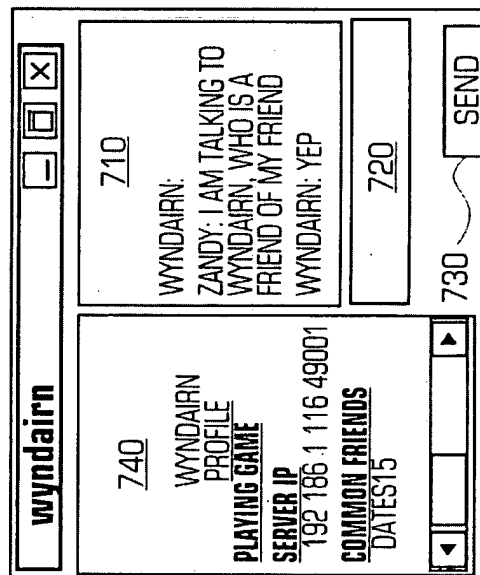 wyndairn
740
WYNDAIRN
PROFILE
PLAYING GAME
SERVER IP
192 186 1 116 49001
COMMON FRIENDS
DATES15
710
WYNDAIRN:
ZANDY: I AM TALKING TO
WYNDAIRN, WHO IS A
FRIEND OF MY FRIEND
WYNDAIRN: YEP
720
730
SEND